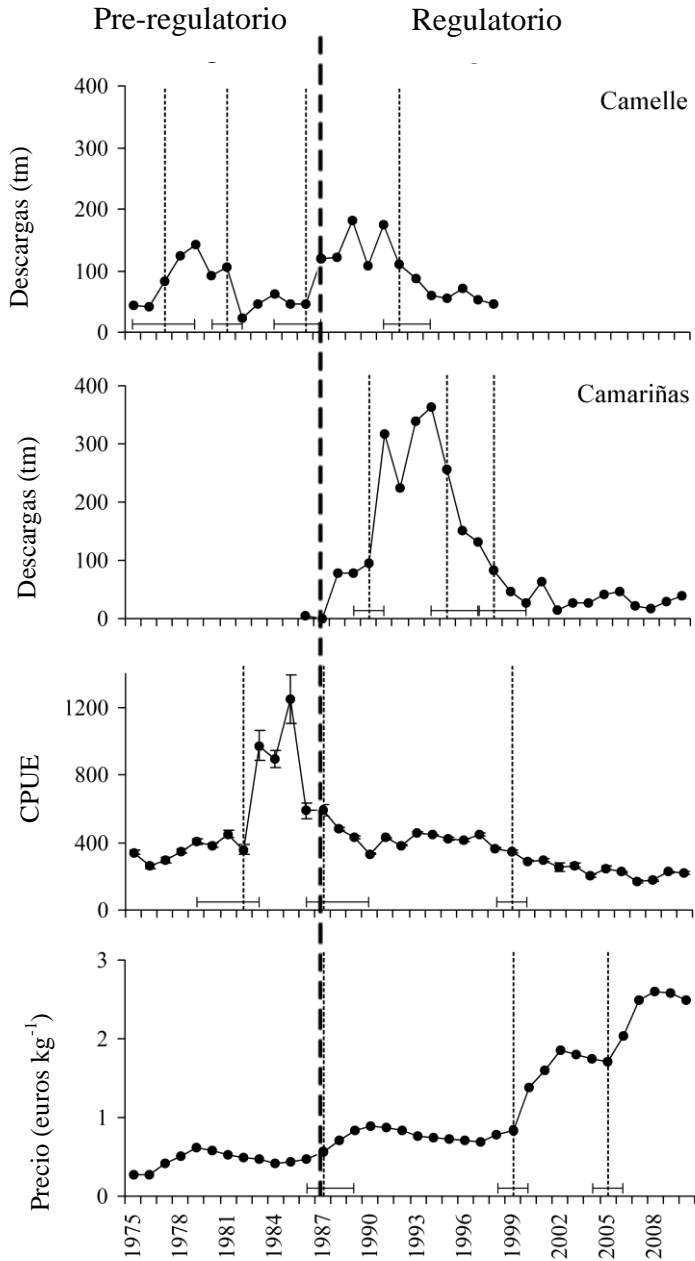 Pre-regulatorio Regulatorio
Camelle
Descargas (tm)
400
300
200
100
0
Camariñas
Descargas (tm)
400
300
200
100
0
CPUE
1200
800
400
0
Precio (euros kg-1)
3
2
1
0
1975 1978 1981 1984 1987 1990 1993 1996 1999 2002 2005 2008